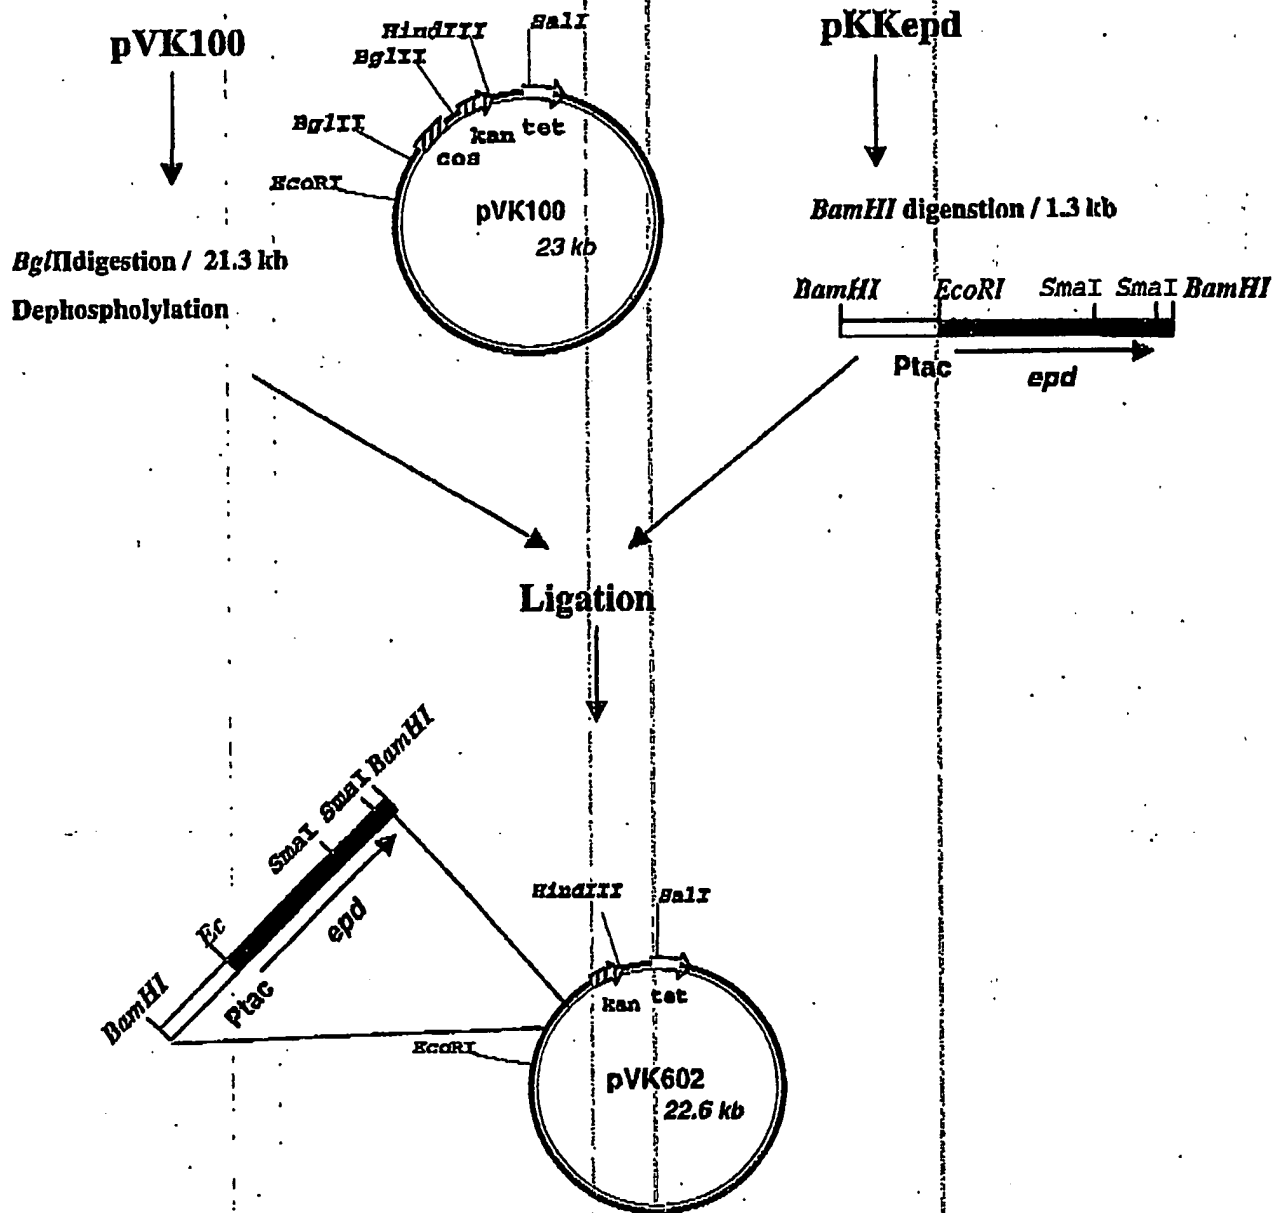 pVK100
HindIII
SalI
pKKepd
BglII
BglII
kan
tet
cos
EcoRI
pVK100
23 kb
BamHI digenstion / 1.3 kb
BglIIdigestion / 21.3 kb
Dephospholylation
BamHI
EcoRI
SmaI
SmaI
BamHI
Ptac
epd
Ligation
BamHI
SmaI
SmaI
Ec
epd
BamHI
Ptac
HindIII
SalI
kan
tet
EcoRI
pVK602
22.6 kb